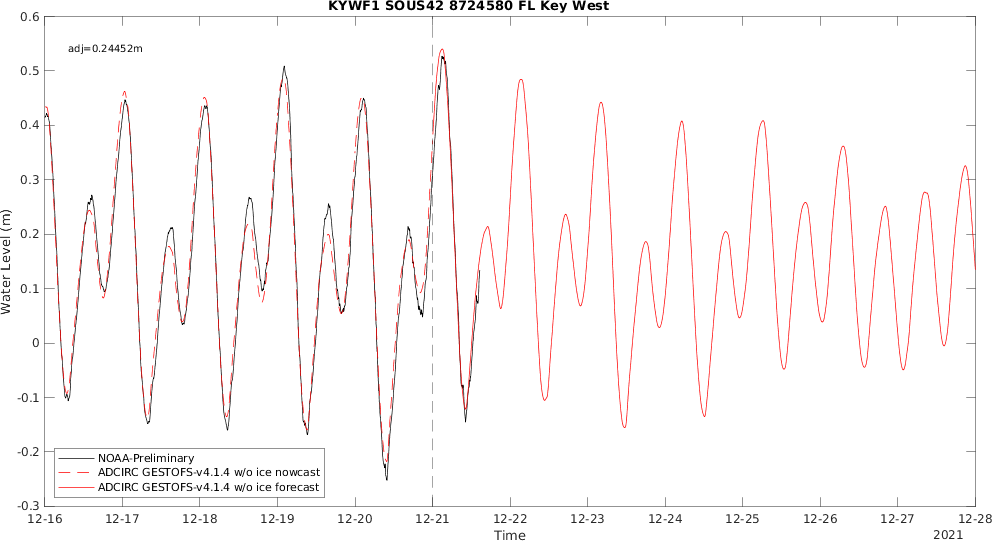 KYWF1 SOUS42 8724580 FL Key West
adj=0.24452m
0.6
0.5
0.4
0.3
0.2
0.1
0
-0.1
-0.2
-0.3
Water Level (m)
NOAA-Preliminary
ADCIRC GESTOFS-v4.1.4 w/o ice nowcast
ADCIRC GESTOFS-v4.1.4 w/o ice forecast
12-16 12-17 12-18 12-19 12-20 12-21 12-22 12-23 12-24 12-25 12-26 12-27 12-28
Time
2021